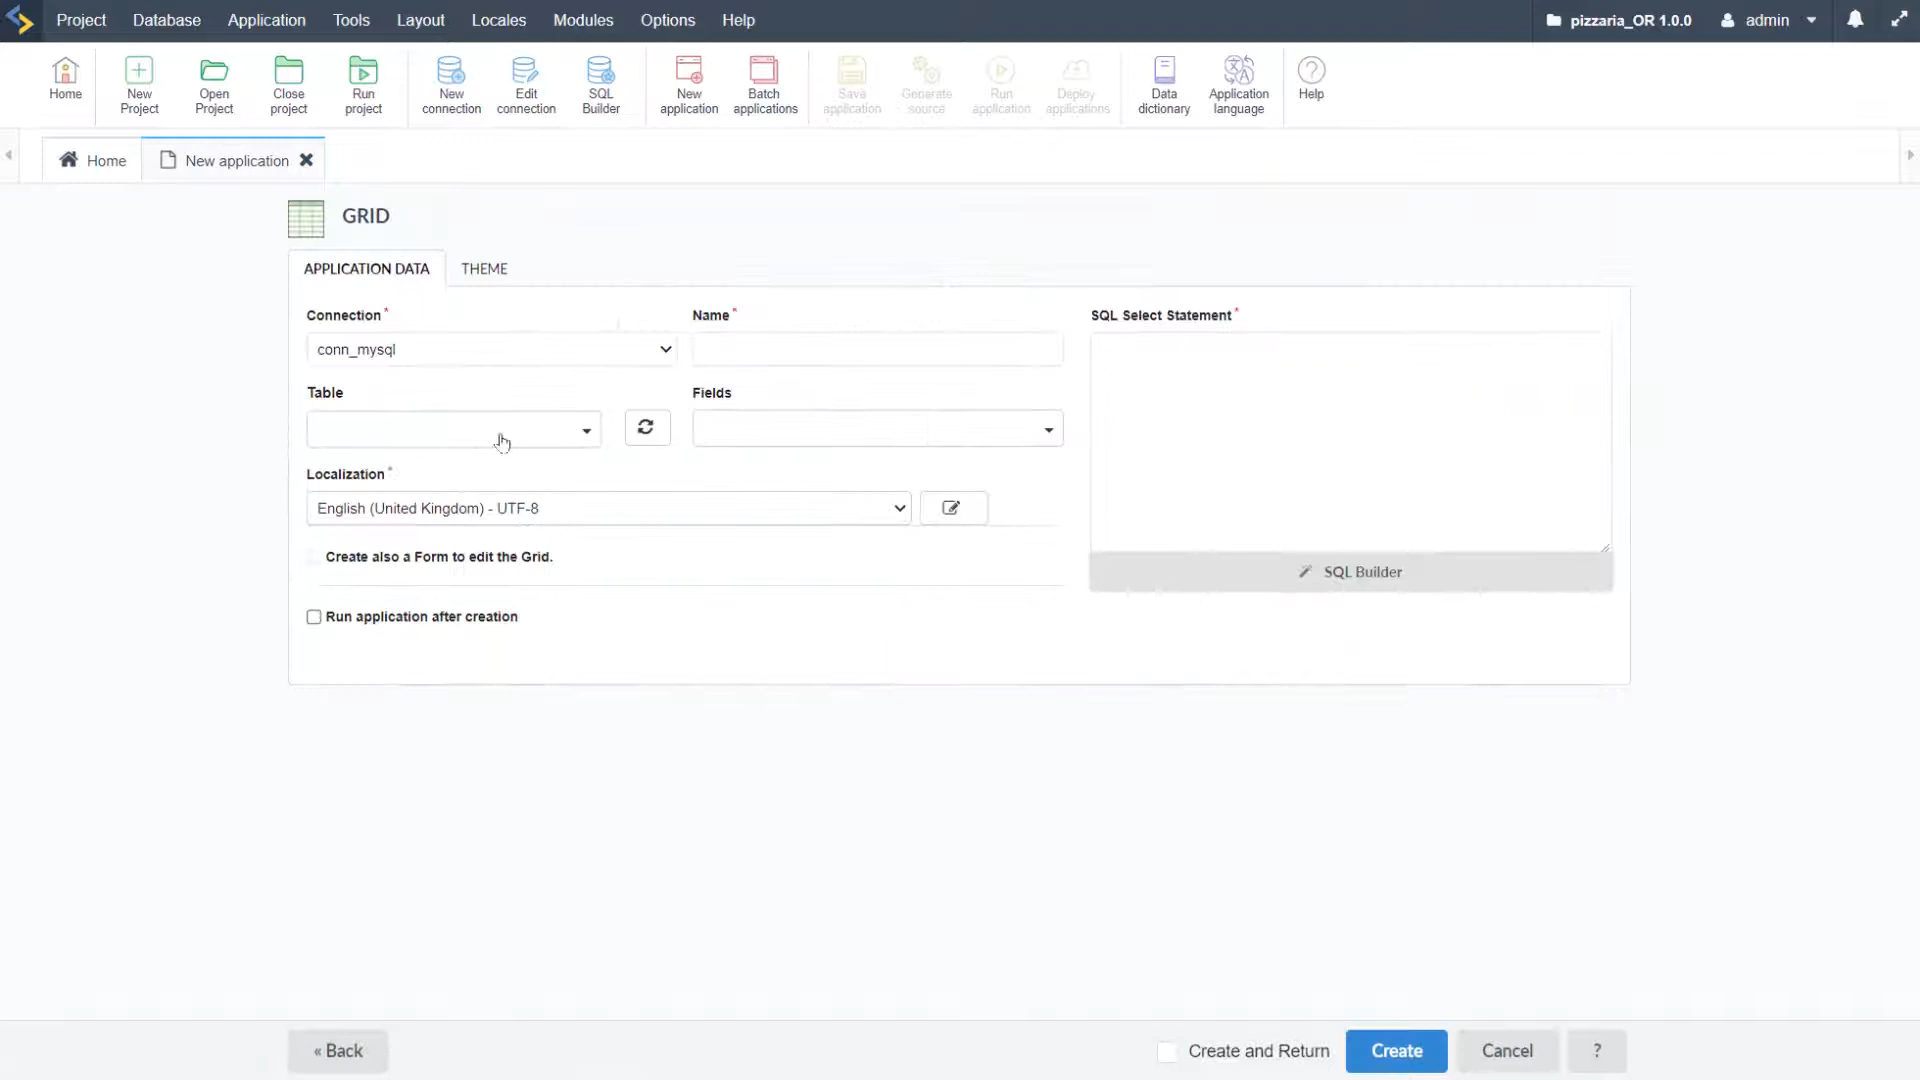 Project Database Application Tools Layout Locales Modules Options Help pizzaria_OR 1.0.0 admin
Home
New
Project
Open
Project
Close
project
Run
project
New
connection
Edit
connection
SQL
Builder
New
application
Batch
applications
Save
application
Generate
source
Run
application
Deploy
applications
Data
dictionary
Application
language
Help
Home New application
GRID
APPLICATION DATA THEME
Connection * Name * SQL Select Statement *
conn_mysql
Table Fields
Localization *
English (United Kingdom) - UTF-8
Create also a Form to edit the Grid.
SQL Builder
Run application after creation
« Back Create and Return Create Cancel ?